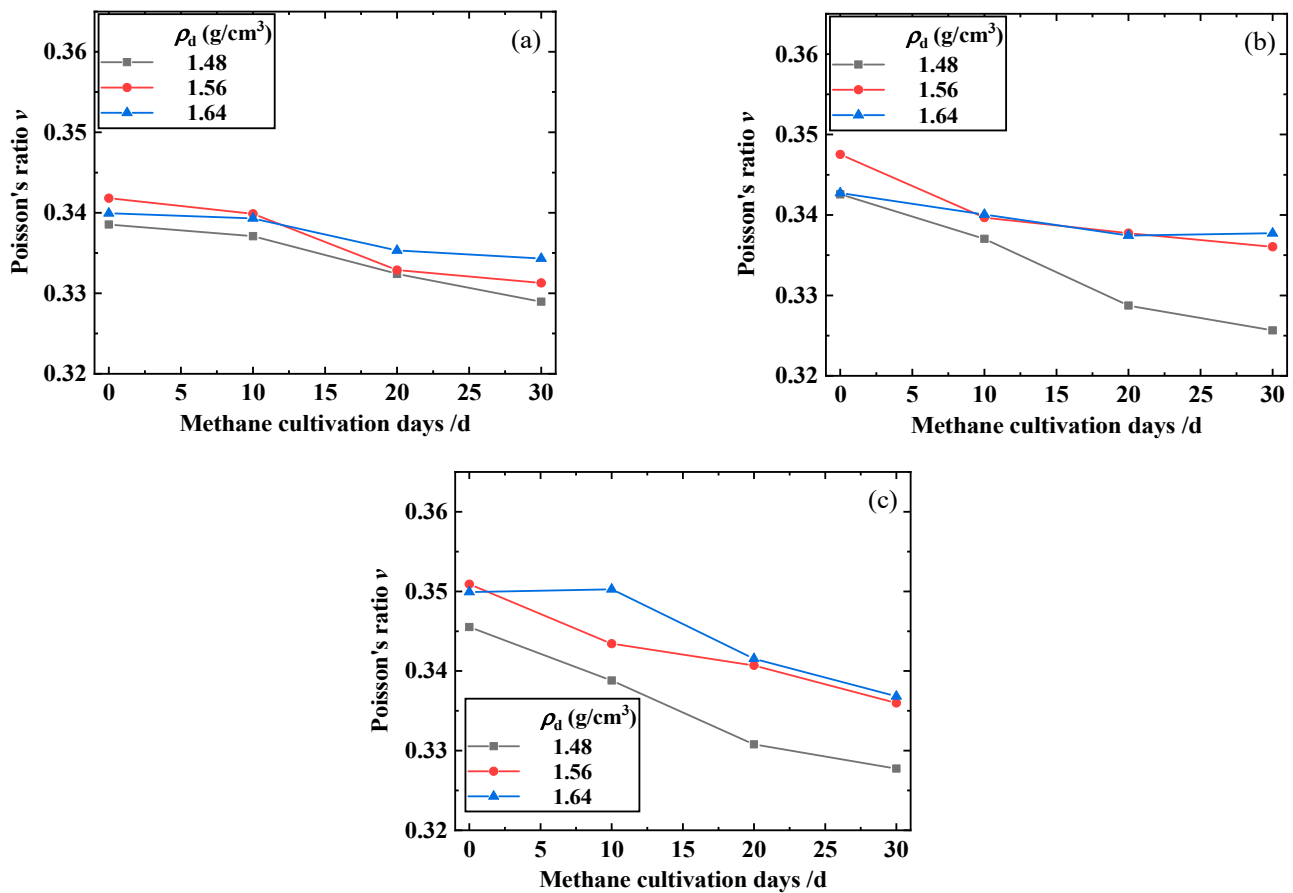 (a)
ρd (g/cm³)
1.48
1.56
1.64
0.36
0.35
0.34
0.33
0.32
Poisson's ratio v
0 5 10 15 20 25 30
Methane cultivation days /d
(b)
ρd (g/cm³)
1.48
1.56
1.64
0.36
0.35
0.34
0.33
0.32
Poisson's ratio v
0 5 10 15 20 25 30
Methane cultivation days /d
(c)
0.36
0.35
0.34
0.33
0.32
Poisson's ratio v
ρd (g/cm³)
1.48
1.56
1.64
0 5 10 15 20 25 30
Methane cultivation days /d